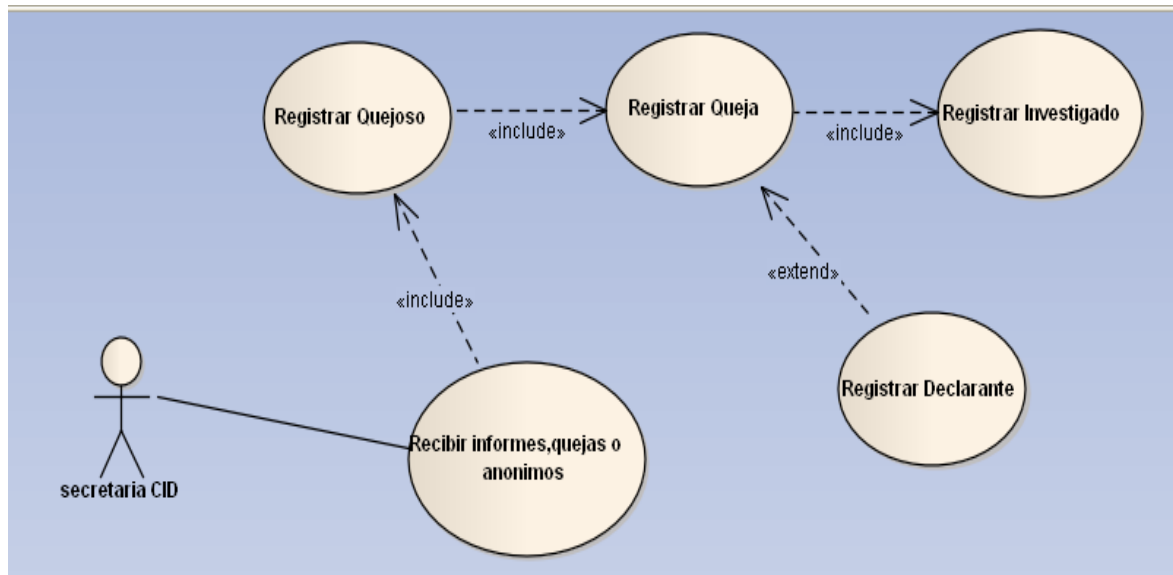 Registrar Quejoso
Registrar Queja
Registrar Investigado
«include»
«include»
«include»
«extend»
Registrar Declarante
Recibir informes,quejas o
anonimos
secretaria CID